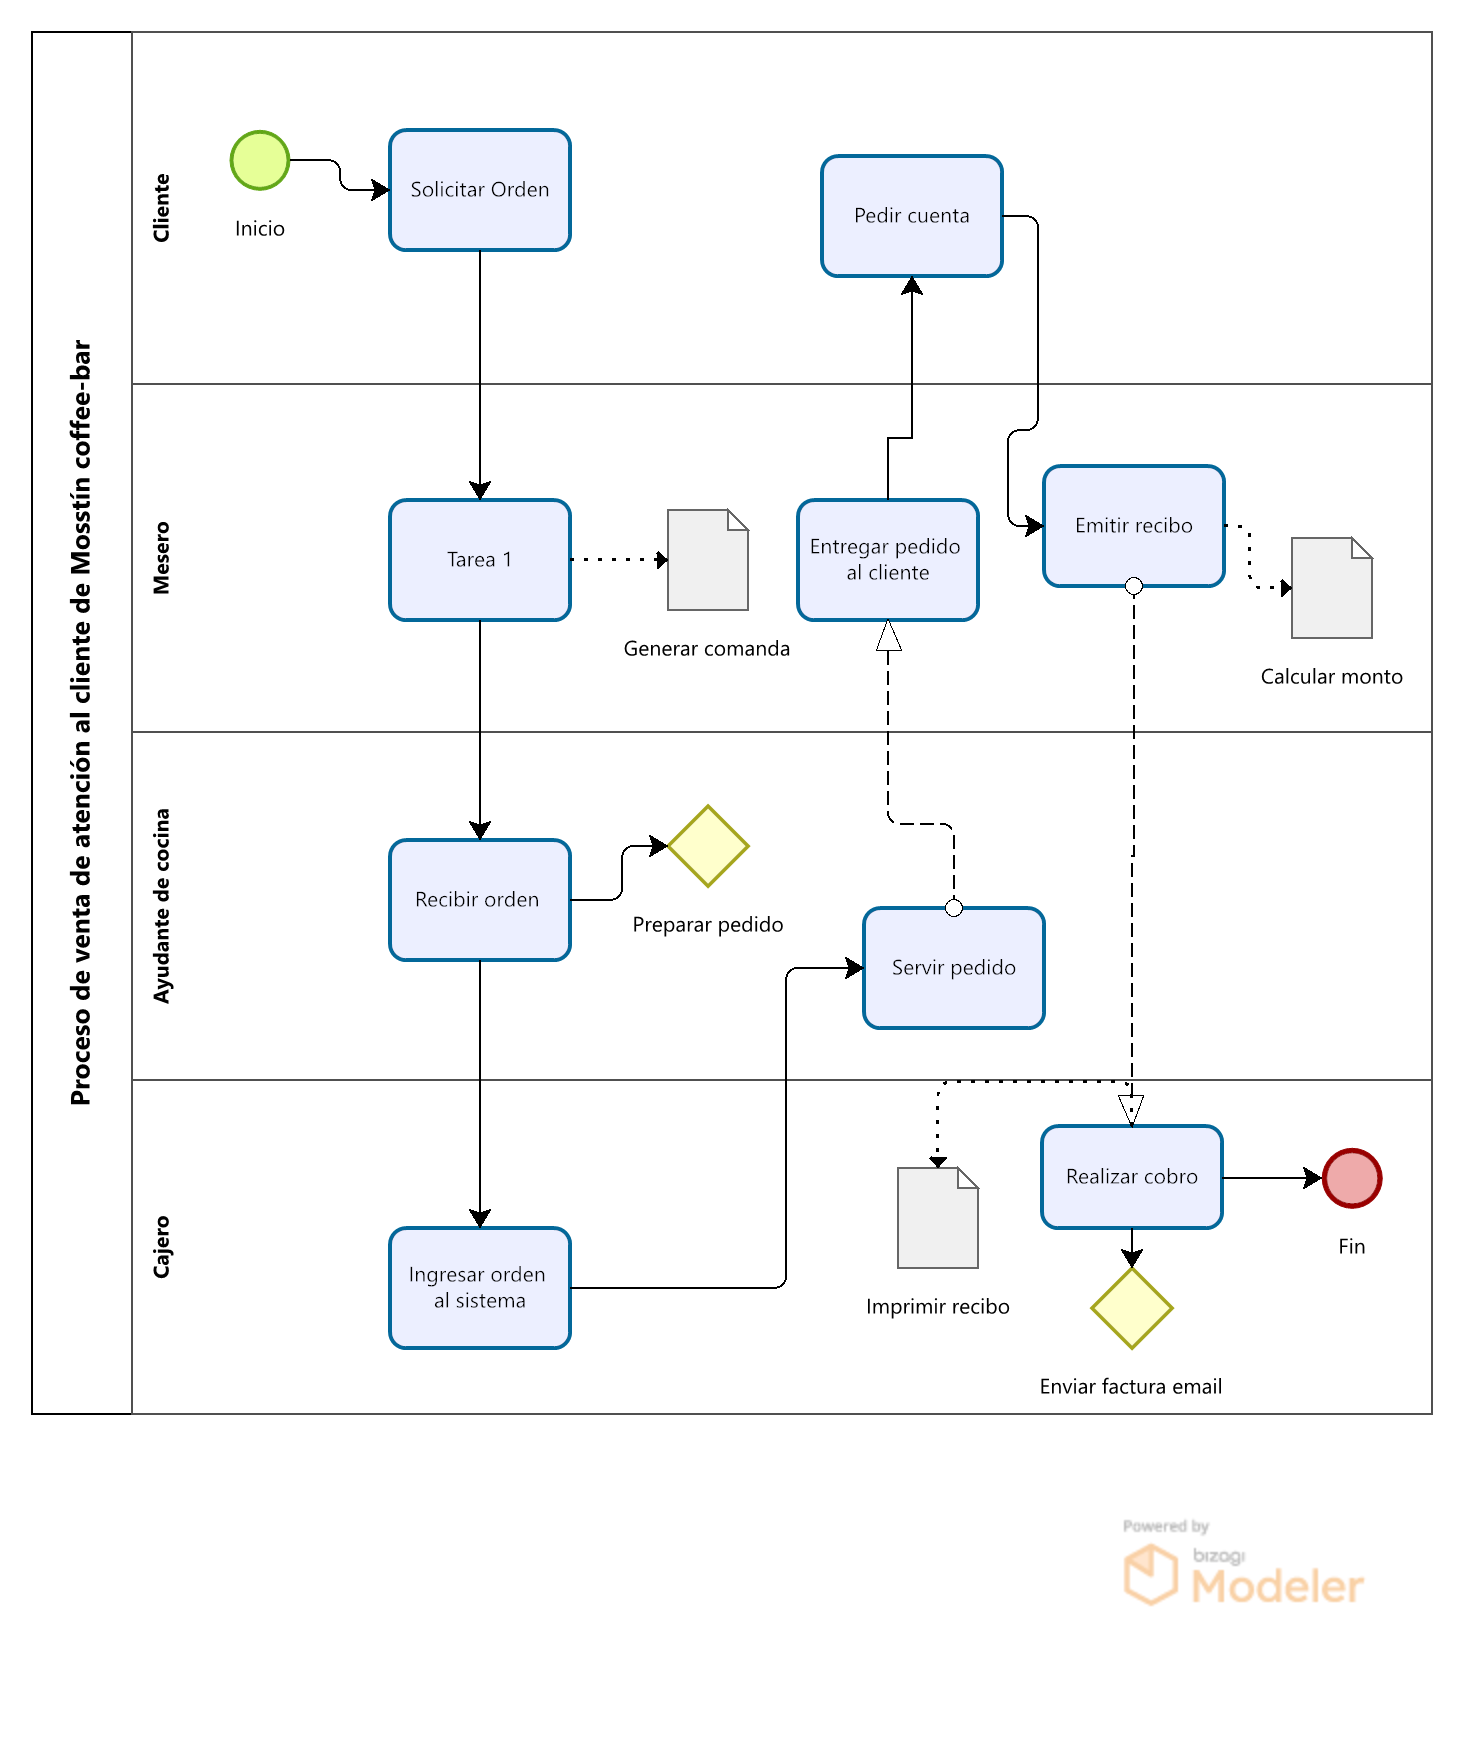 Proceso de venta de atención al cliente de Mosstín coffee-bar
Cliente
Inicio
Solicitar Orden
Pedir cuenta
Mesero
Tarea 1
Generar comanda
Entregar pedido
al cliente
Emitir recibo
Calcular monto
Ayudante de cocina
Recibir orden
Preparar pedido
Servir pedido
Cajero
Ingresar orden
al sistema
Imprimir recibo
Realizar cobro
Fin
Enviar factura email
Powered by
bizagi
Modeler